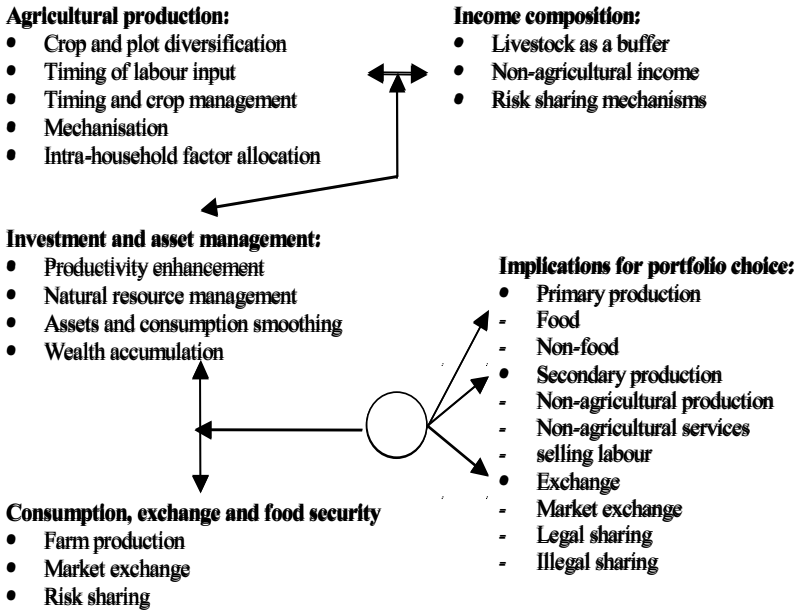 Agricultural production:
• Crop and plot diversification
• Timing of labour input
• Timing and crop management
• Mechanisation
• Intra-household factor allocation
Income composition:
• Livestock as a buffer
• Non-agricultural income
• Risk sharing mechanisms
Investment and asset management:
• Productivity enhancement
• Natural resource management
• Assets and consumption smoothing
• Wealth accumulation
Implications for portfolio choice:
• Primary production
- Food
- Non-food
• Secondary production
- Non-agricultural production
- Non-agricultural services
- selling labour
• Exchange
- Market exchange
- Legal sharing
- Illegal sharing
Consumption, exchange and food security
• Farm production
• Market exchange
• Risk sharing